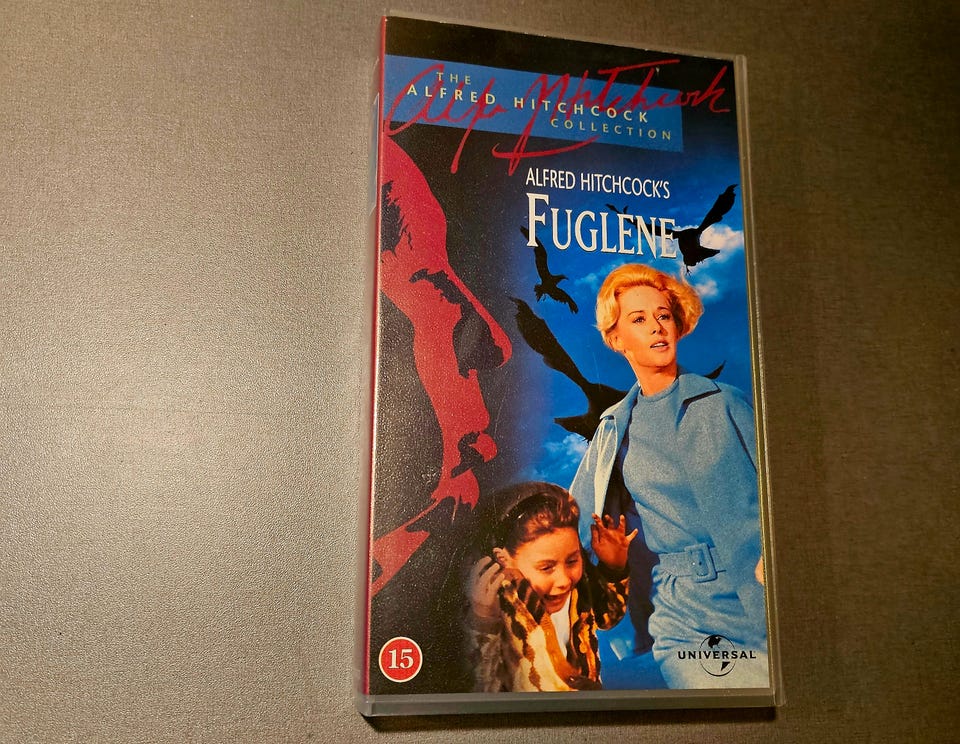 THE
ALFRED HITCHCOCK
COLLECTION
Alfred Hitchcock
ALFRED HITCHCOCK'S
FUGLENE
15
UNIVERSAL